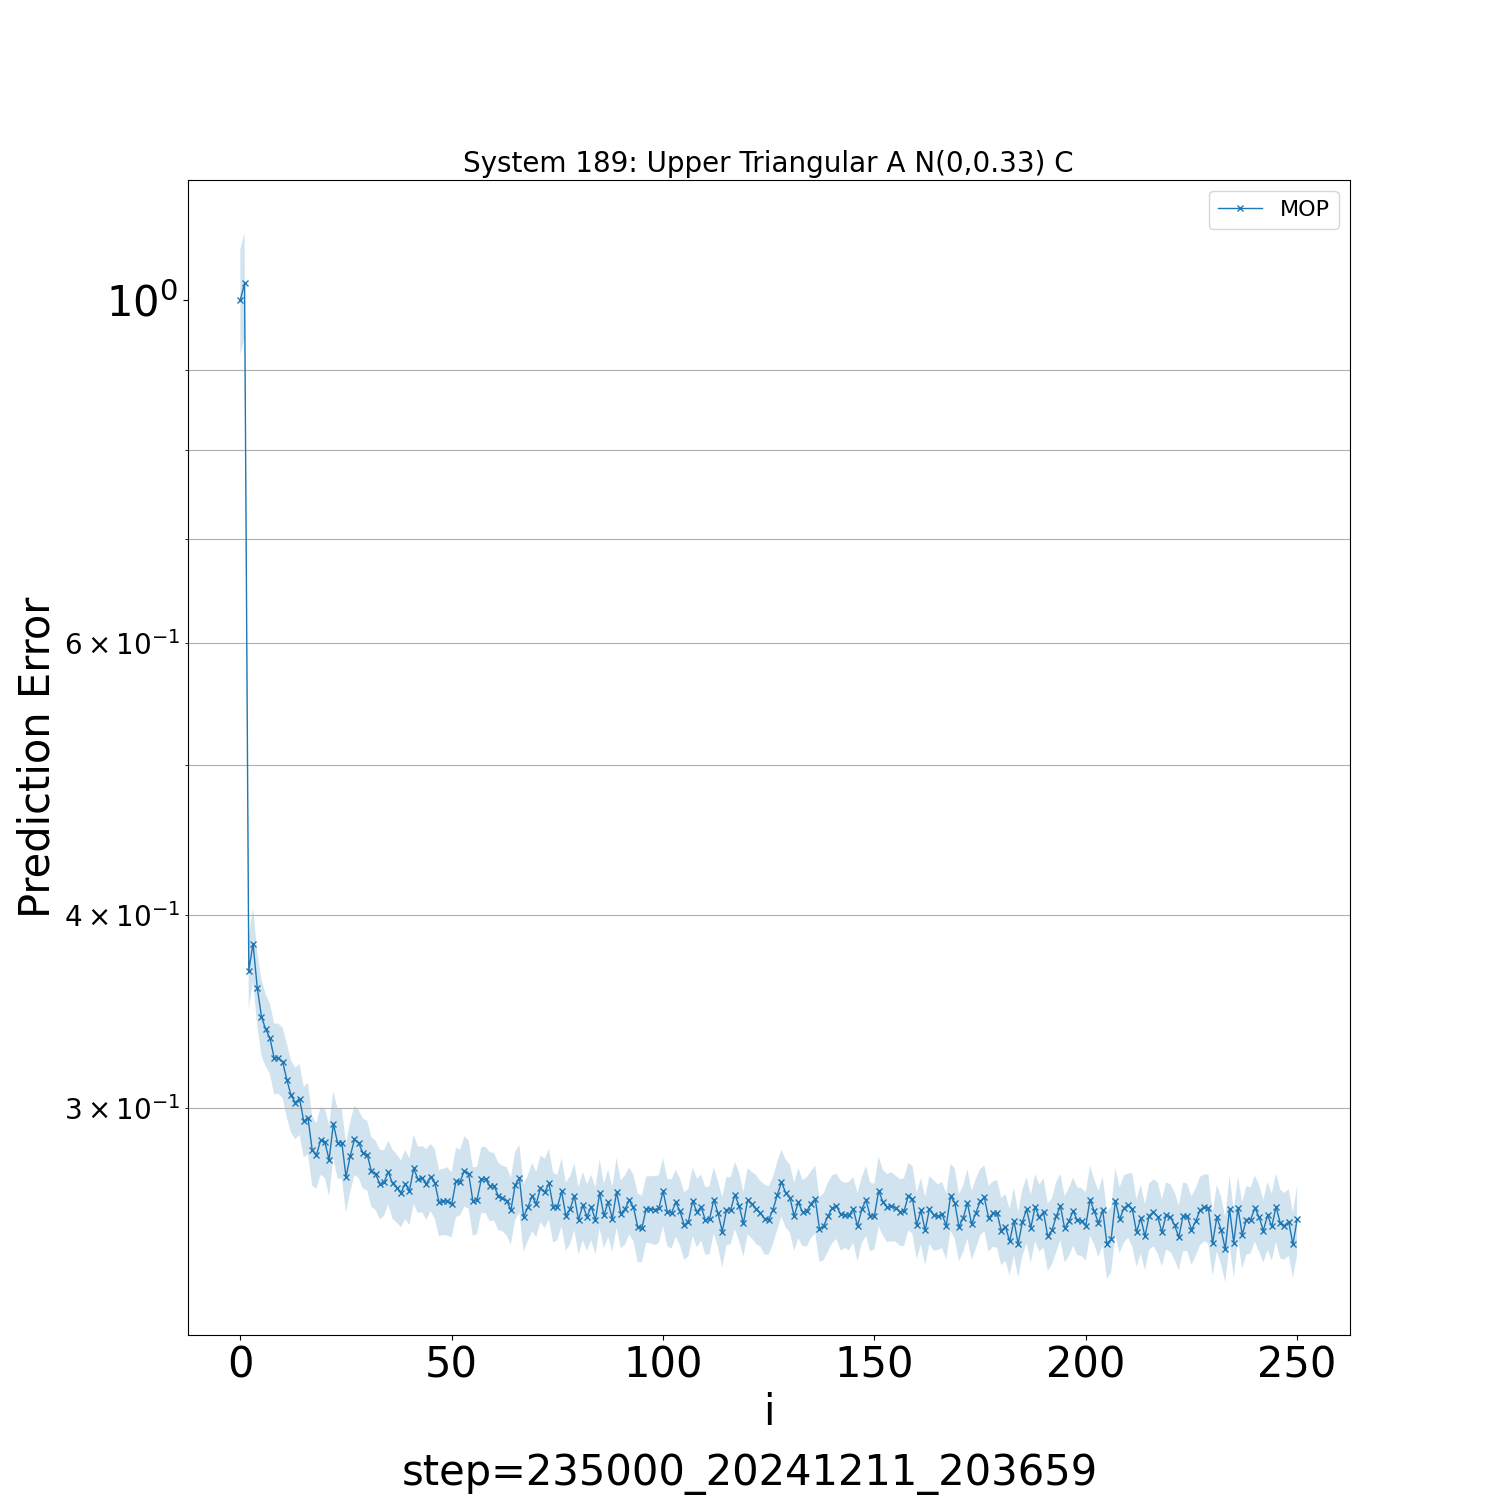 System 189: Upper Triangular A N(0,0.33) C
MOP
10⁰
6 × 10⁻¹
4 × 10⁻¹
3 × 10⁻¹
Prediction Error
0 50 100 150 200 250
i
step=235000_20241211_203659